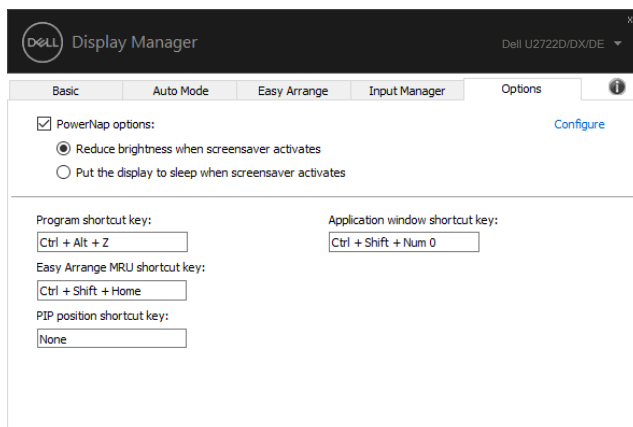 DELL Display Manager
Dell U2722D/DX/DE
Basic Auto Mode Easy Arrange Input Manager Options
PowerNap options: Configure
Reduce brightness when screensaver activates
Put the display to sleep when screensaver activates
Program shortcut key: Application window shortcut key:
Ctrl + Alt + Z Ctrl + Shift + Num 0
Easy Arrange MRU shortcut key:
Ctrl + Shift + Home
PIP position shortcut key:
None